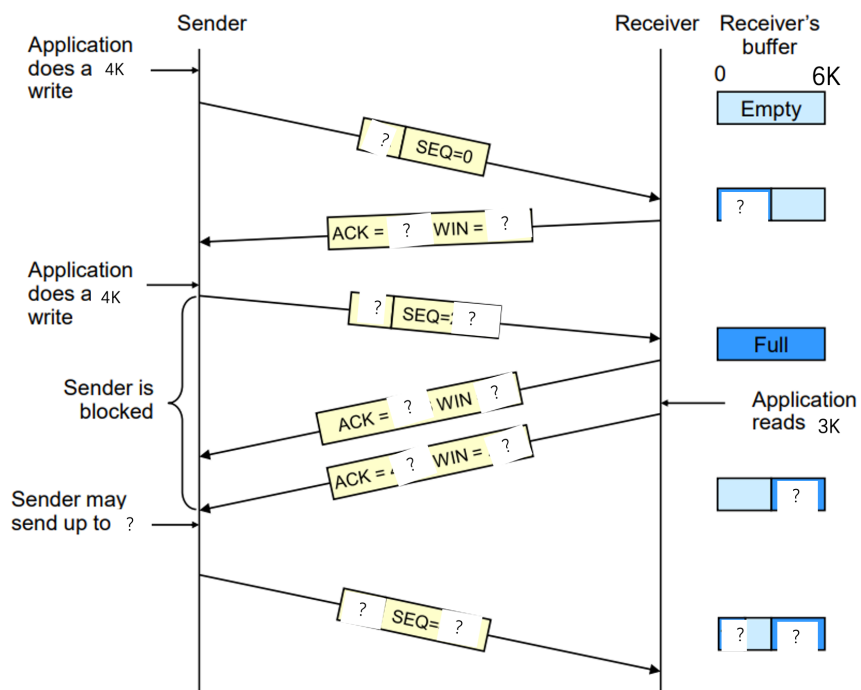 Sender
Receiver
Receiver's
buffer
Application
does a 4K
write
0
6K
Empty
?
SEQ=0
?
ACK = ? WIN = ?
Application
does a 4K
write
?
SEQ= ?
Full
Sender is
blocked
ACK = ? WIN ?
Application
reads 3K
ACK = ? WIN = ?
?
Sender may
send up to ?
?
SEQ= ?
?
?